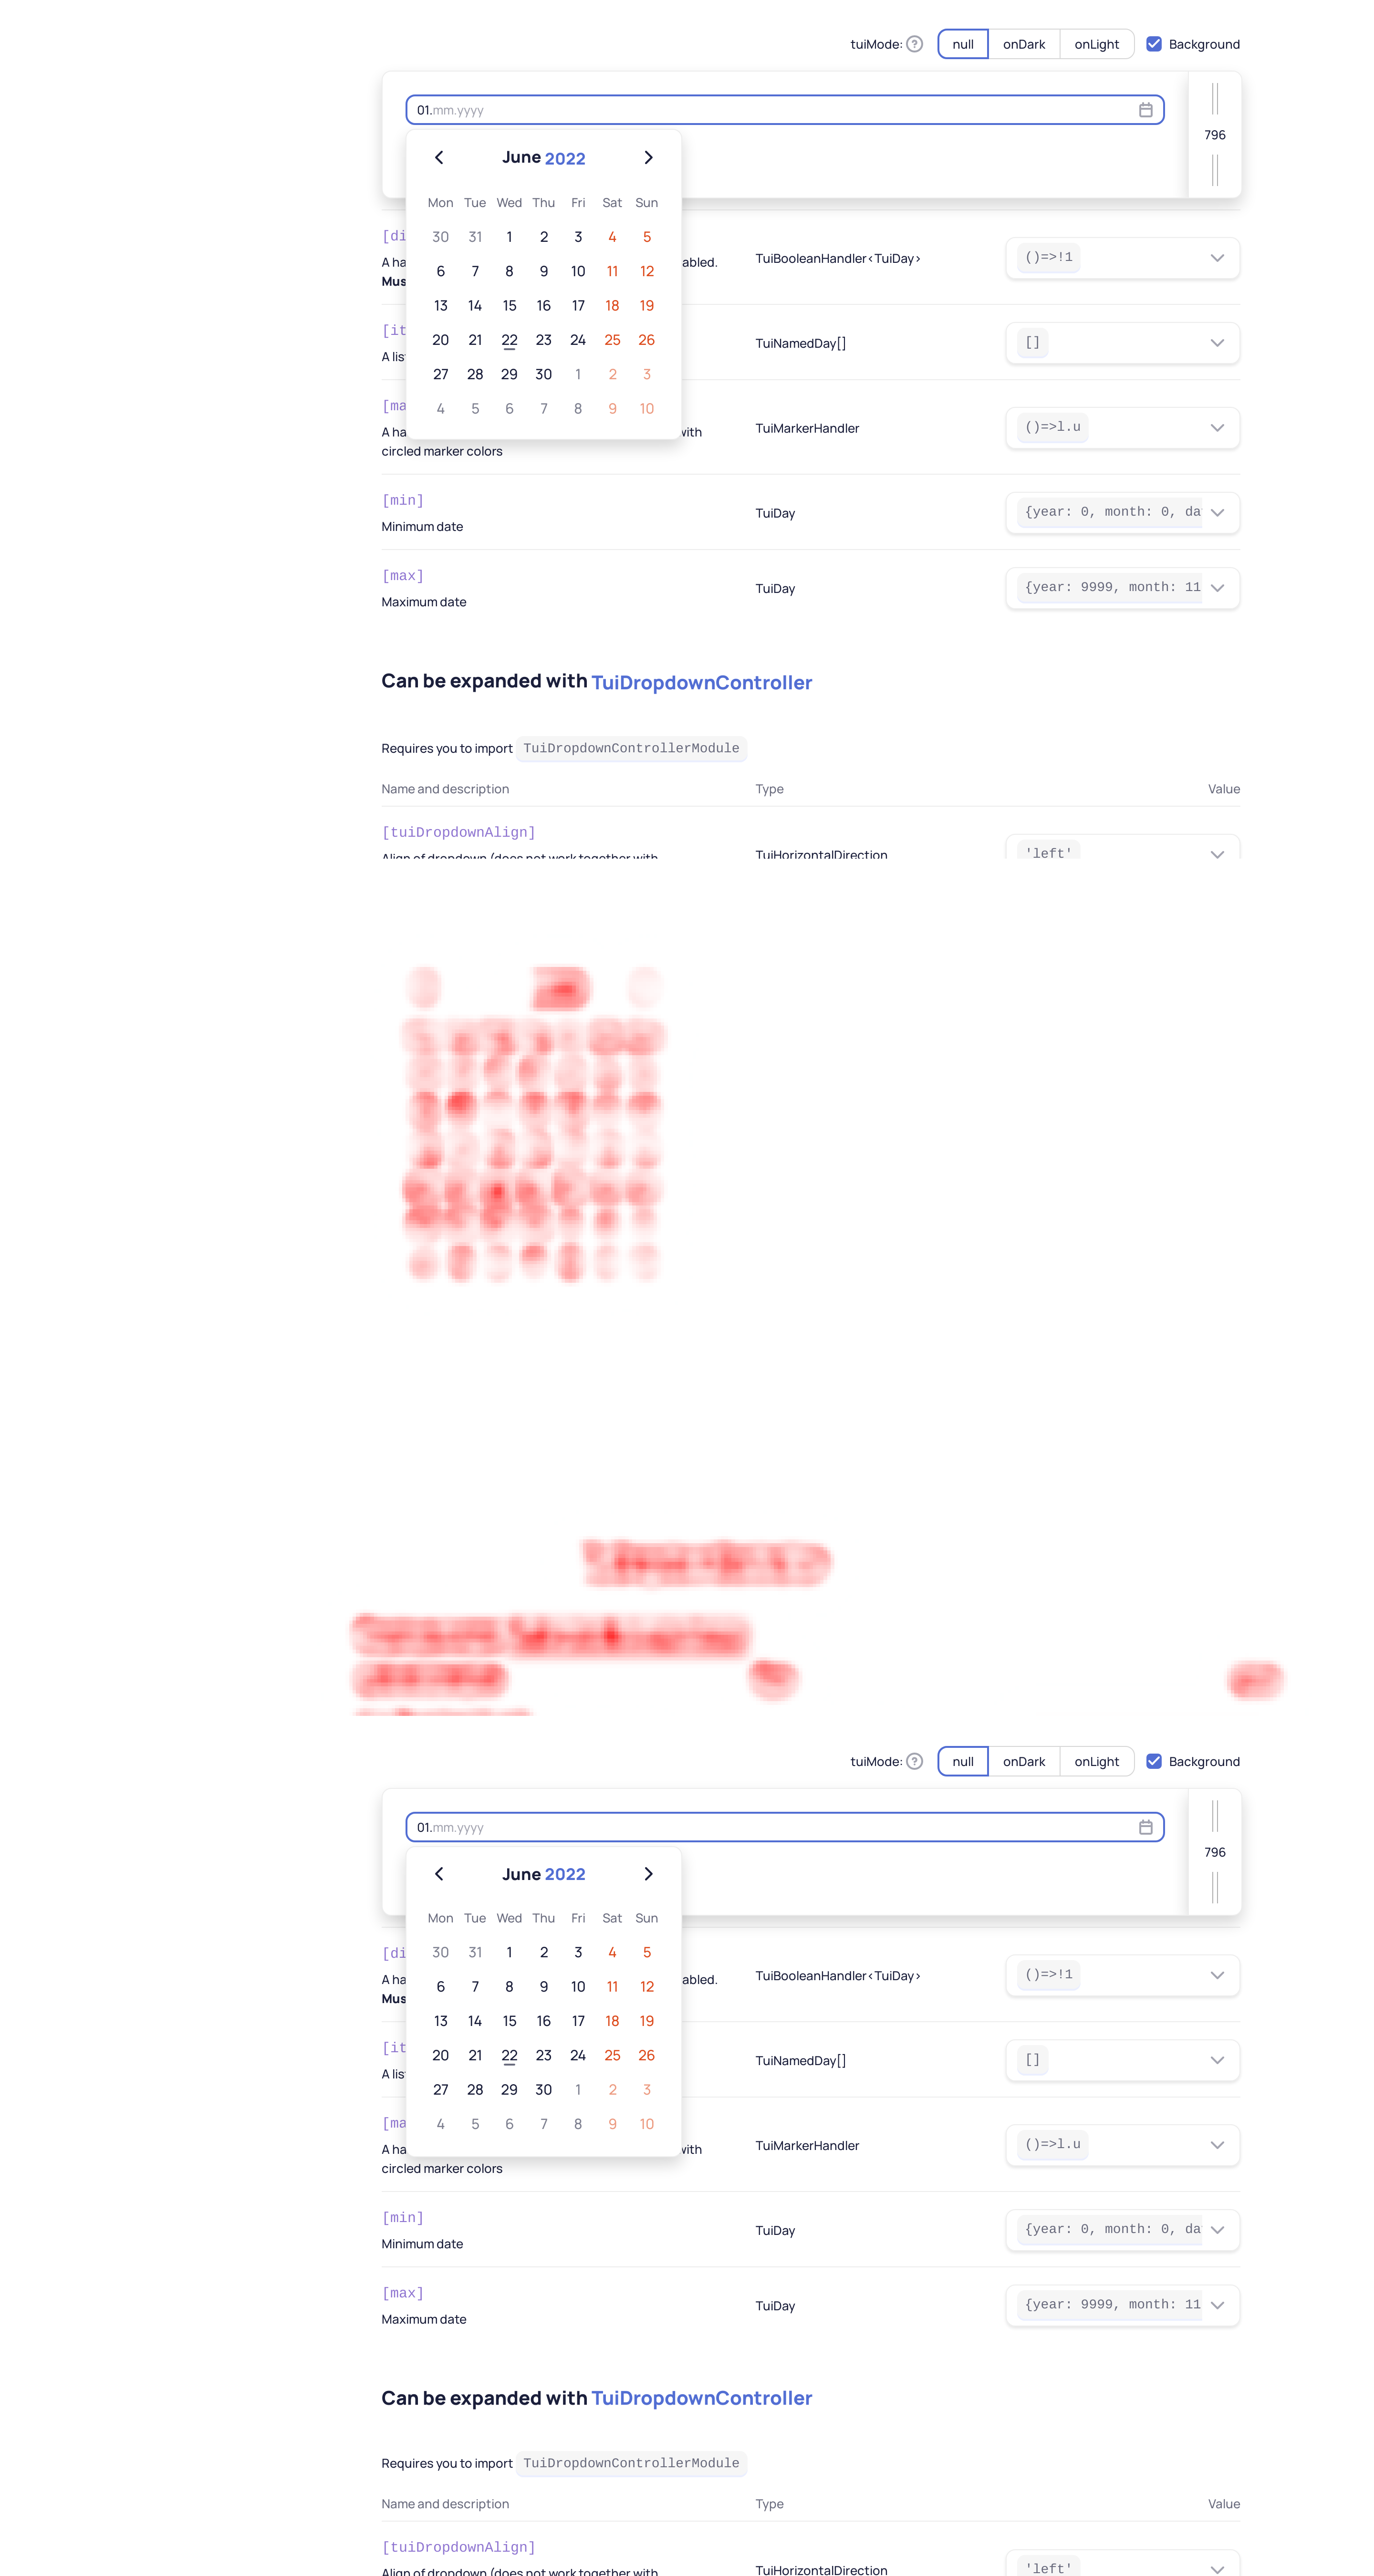 tuiMode: ? null onDark onLight Background
01.mm.yyyy
796
June 2022
Mon Tue Wed Thu Fri Sat Sun
30 31 1 2 3 4 5
[di
6 7 8 9 10 11 12
A ha abled. TuiBooleanHandler<TuiDay> ()=>!1
Mus
13 14 15 16 17 18 19
[it
20 21 22 23 24 25 26
A lis TuiNamedDay[] []
27 28 29 30 1 2 3
[ma
4 5 6 7 8 9 10
A ha with TuiMarkerHandler ()=>l.u
circled marker colors
[min]
Minimum date TuiDay {year: 0, month: 0, da
[max]
Maximum date TuiDay {year: 9999, month: 11
Can be expanded with TuiDropdownController
Requires you to import TuiDropdownControllerModule
Name and description Type Value
[tuiDropdownAlign]
Align of dropdown (does not work together with TuiHorizontalDirection 'left'
tuiMode: ? null onDark onLight Background
01.mm.yyyy
796
June 2022
Mon Tue Wed Thu Fri Sat Sun
30 31 1 2 3 4 5
[di
6 7 8 9 10 11 12
A ha abled. TuiBooleanHandler<TuiDay> ()=>!1
Mus
13 14 15 16 17 18 19
[it
20 21 22 23 24 25 26
A lis TuiNamedDay[] []
27 28 29 30 1 2 3
[ma
4 5 6 7 8 9 10
A ha with TuiMarkerHandler ()=>l.u
circled marker colors
[min]
Minimum date TuiDay {year: 0, month: 0, da
[max]
Maximum date TuiDay {year: 9999, month: 11
Can be expanded with TuiDropdownController
Requires you to import TuiDropdownControllerModule
Name and description Type Value
[tuiDropdownAlign]
Align of dropdown (does not work together with TuiHorizontalDirection 'left'